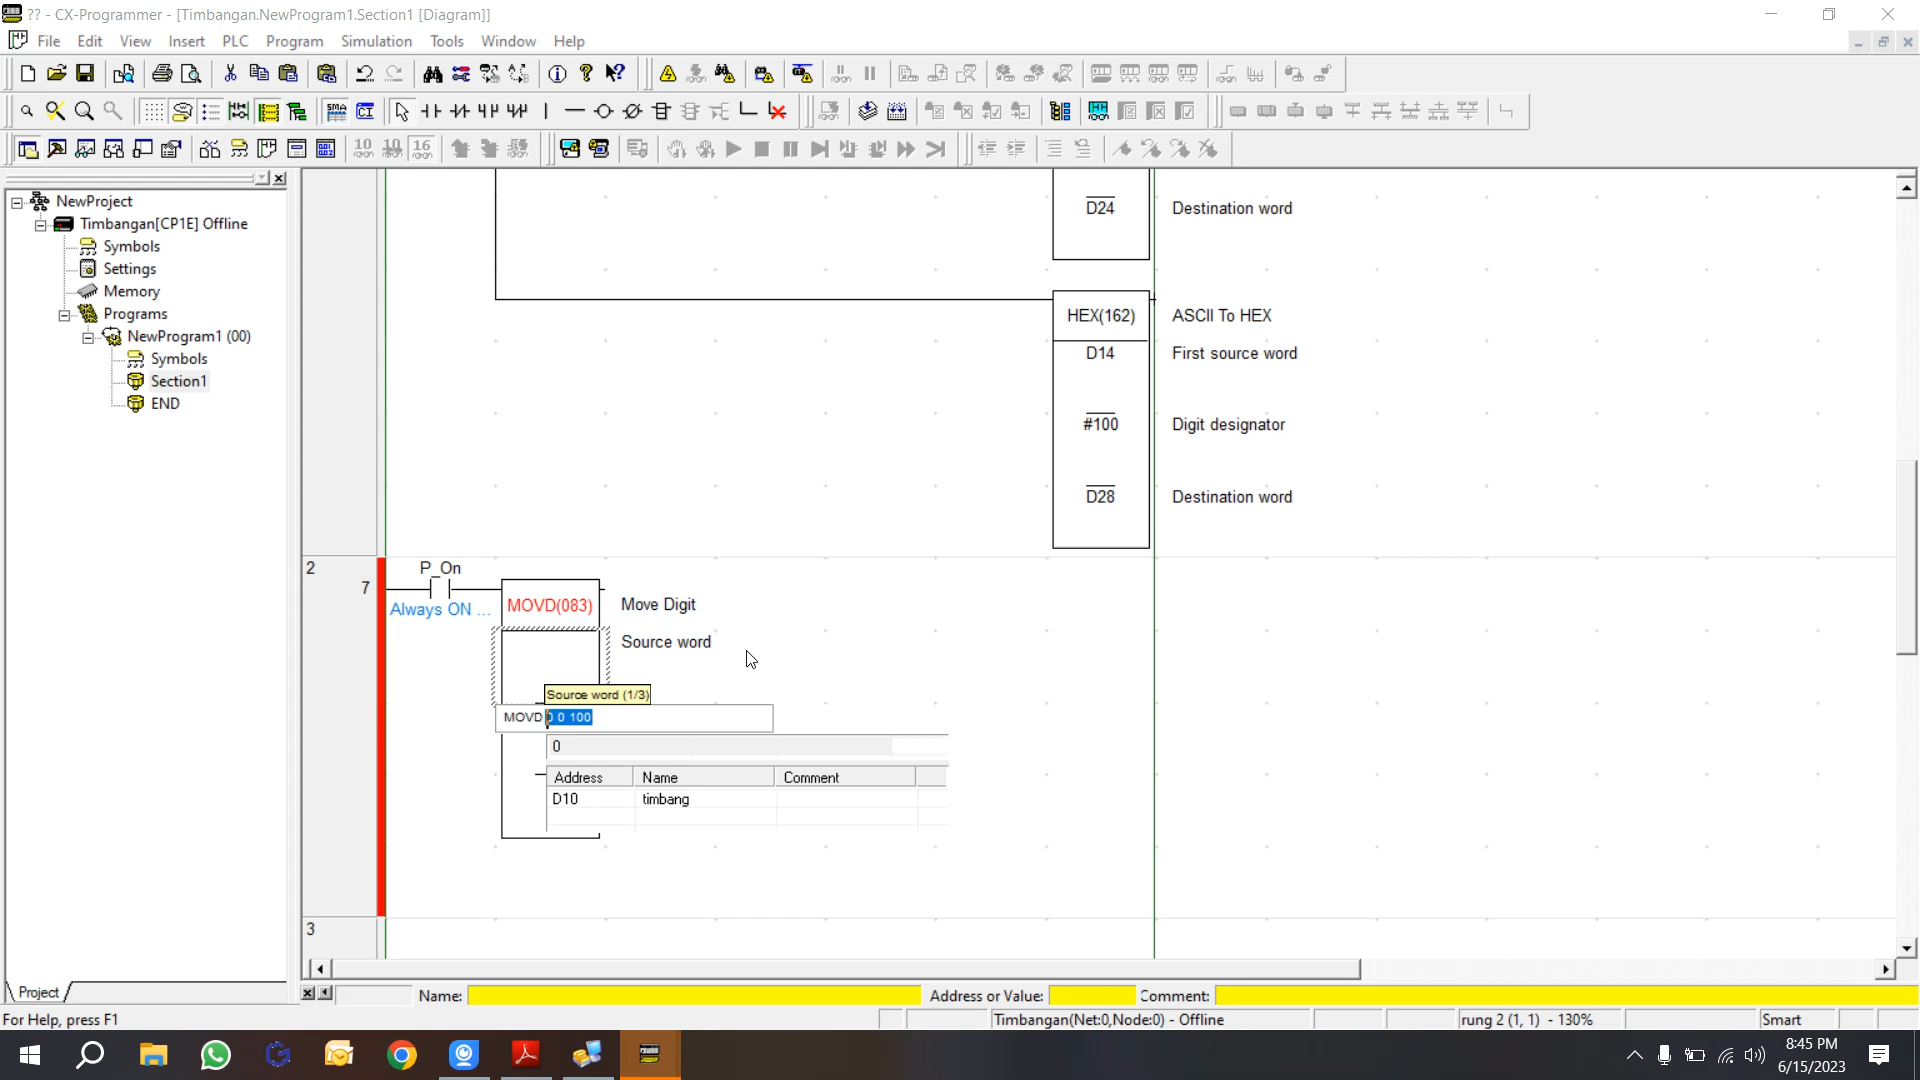 ?? - CX-Programmer - [Timbangan.NewProgram1.Section1 [Diagram]]
File Edit View Insert PLC Program Simulation Tools Window Help
NewProject
Timbangan[CP1E] Offline
Symbols
Settings
Memory
Programs
NewProgram1 (00)
Symbols
Section1
END
Project
D24 Destination word
HEX(162) ASCII To HEX
D14 First source word
#100 Digit designator
D28 Destination word
2
7
P_On
Always ON ...
MOVD(083) Move Digit
Source word
Source word (1/3)
MOVD 0 0 100
0
Address Name Comment
D10 timbang
3
Name: Address or Value: Comment:
For Help, press F1
Timbangan(Net:0,Node:0) - Offline
rung 2 (1, 1) - 130%
Smart
8:45 PM
6/15/2023